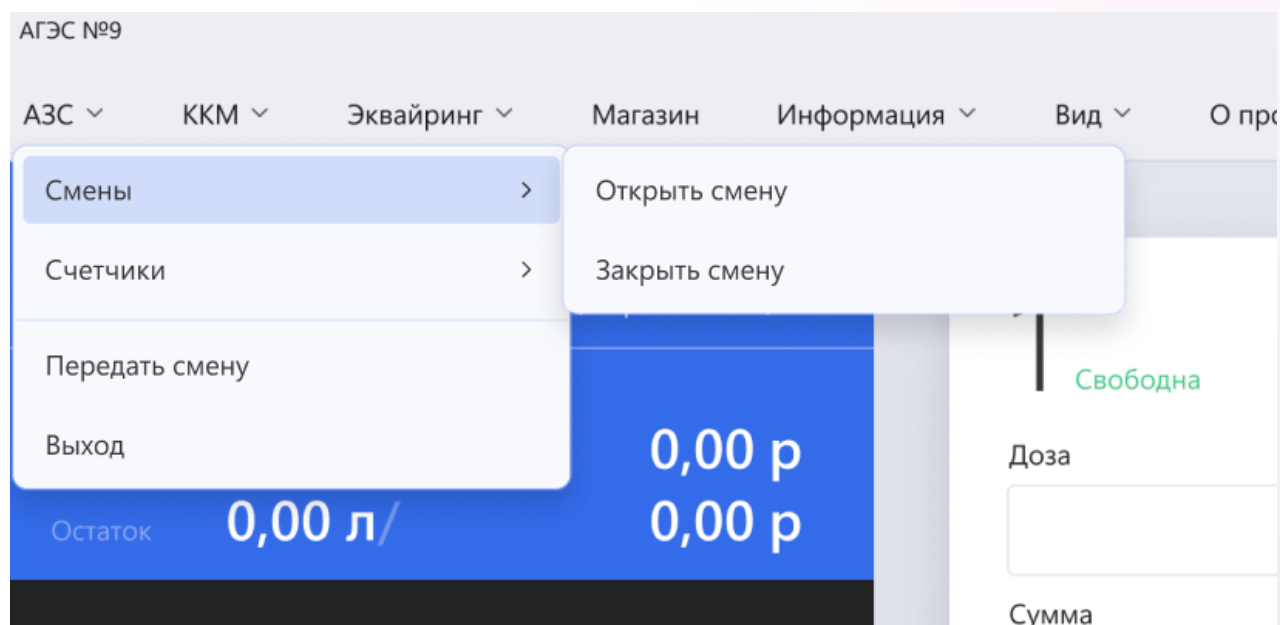 АГЭС №9
АЗС ККМ Эквайринг Магазин Информация Вид О
Смены Открыть смену
Счетчики Закрыть смену
Передать смену
1
Свободна
Выход
0,00 р
Доза
Остаток 0,00 л/ 0,00 р
Сумма